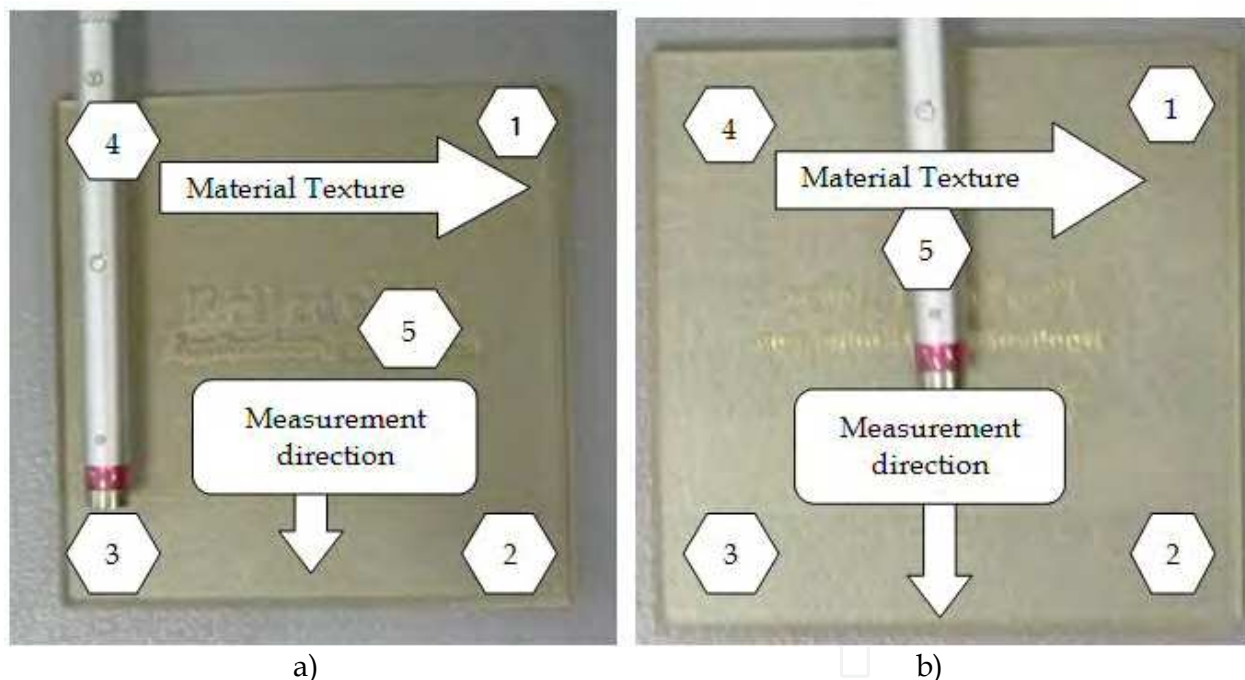 4
1
Material Texture
5
Measurement
direction
3
2
a)
4
1
Material Texture
5
Measurement
direction
3
2
b)